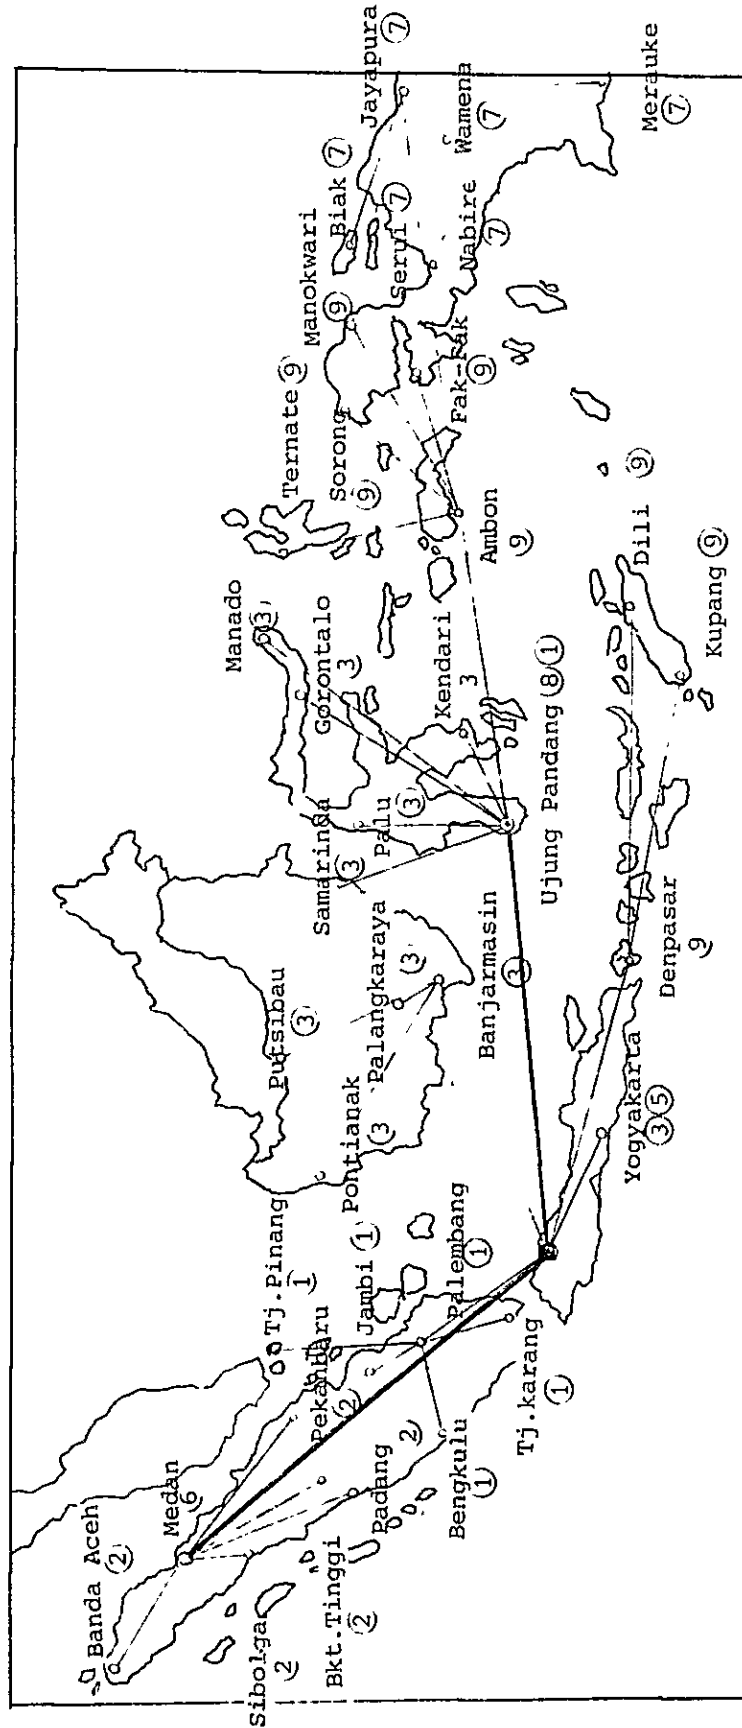 Banda Aceh
②
Medan
6
Sibolga
2
Bkt.Tinggi
②
Padang
2
Pekanbaru
②
Tj.Pinang
1
Jambi ①
Palembang
①
Bengkulu
①
Tj.karang
①
Pontianak
③
Putsibau
③
Palangkaraya
③
Banjarmasin
③
Samarinda
③
Yogyakarta
③⑤
Denpasar
9
Palu
③
Manado
③
Gorontalo
3
Kendari
3
Ujung Pandang ⑧①
Ternate ⑨
Sorong
⑨
Ambon
9
Dili ⑨
Kupang ⑨
Manokwari
⑨
Fak-Fak
⑨
Biak ⑦
Serui ⑦
Nabire
⑦
Jayapura
⑦
Wamena
⑦
Merauke
⑦